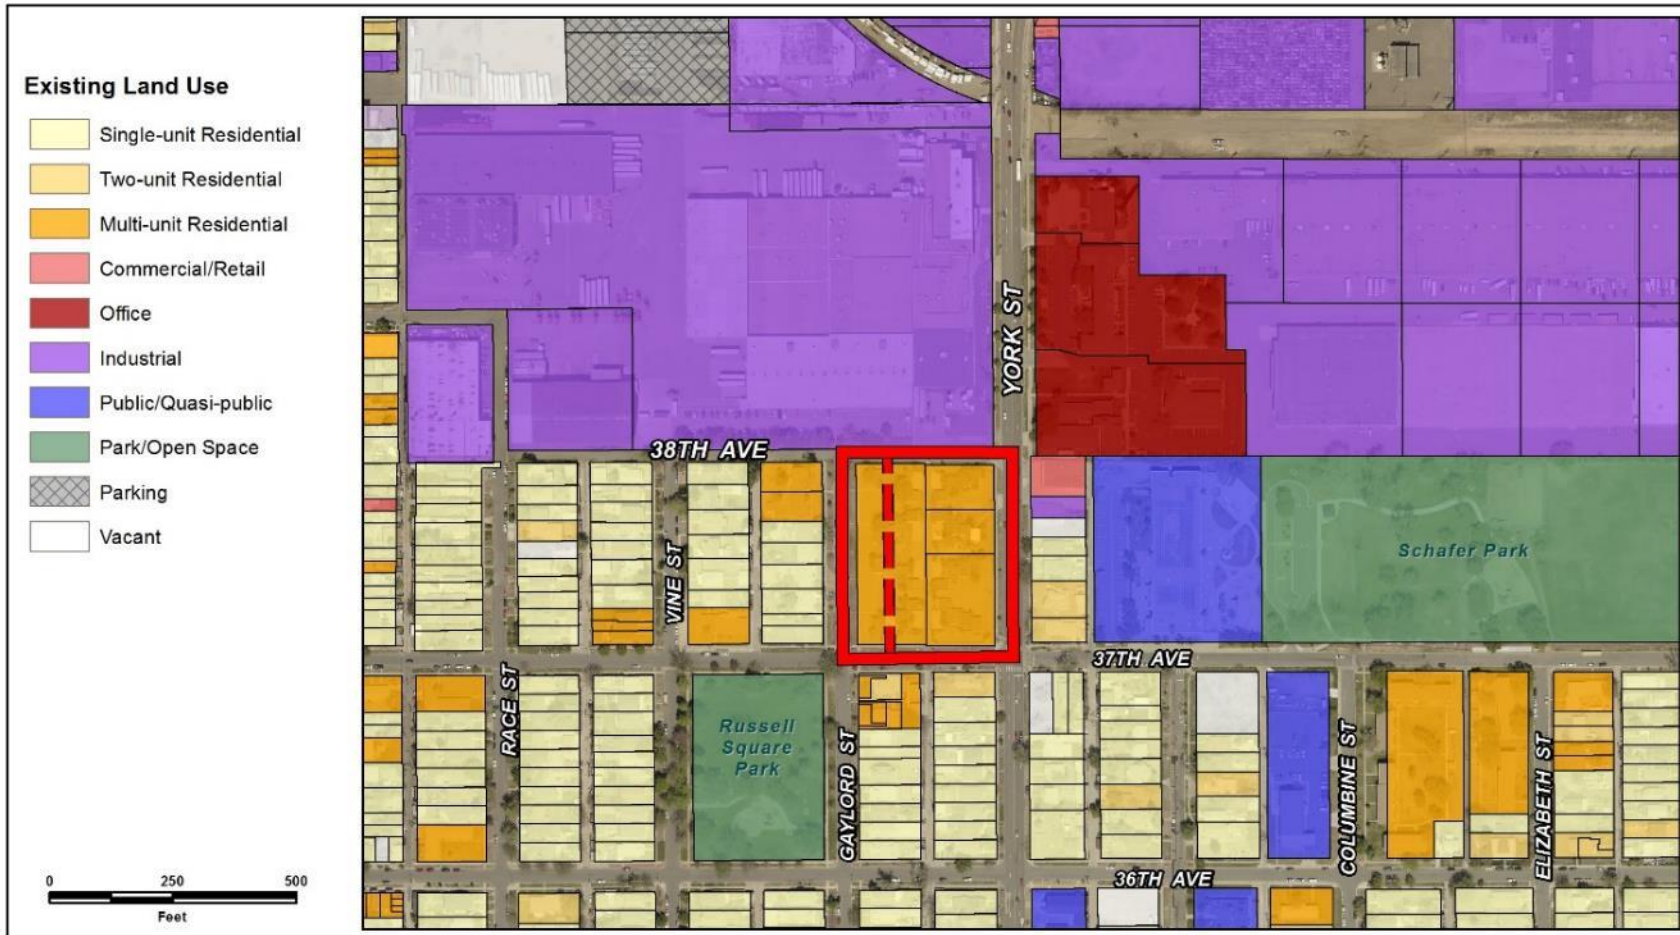 Existing Land Use
Single-unit Residential
Two-unit Residential
Multi-unit Residential
Commercial/Retail
Office
Industrial
Public/Quasi-public
Park/Open Space
Parking
Vacant
0 250 500
Feet
YORK ST
38TH AVE
VINE ST
Schafer Park
37TH AVE
RACE ST
Russell
Square
Park
GAYLORD ST
COLUMBINE ST
ELIZABETH ST
36TH AVE